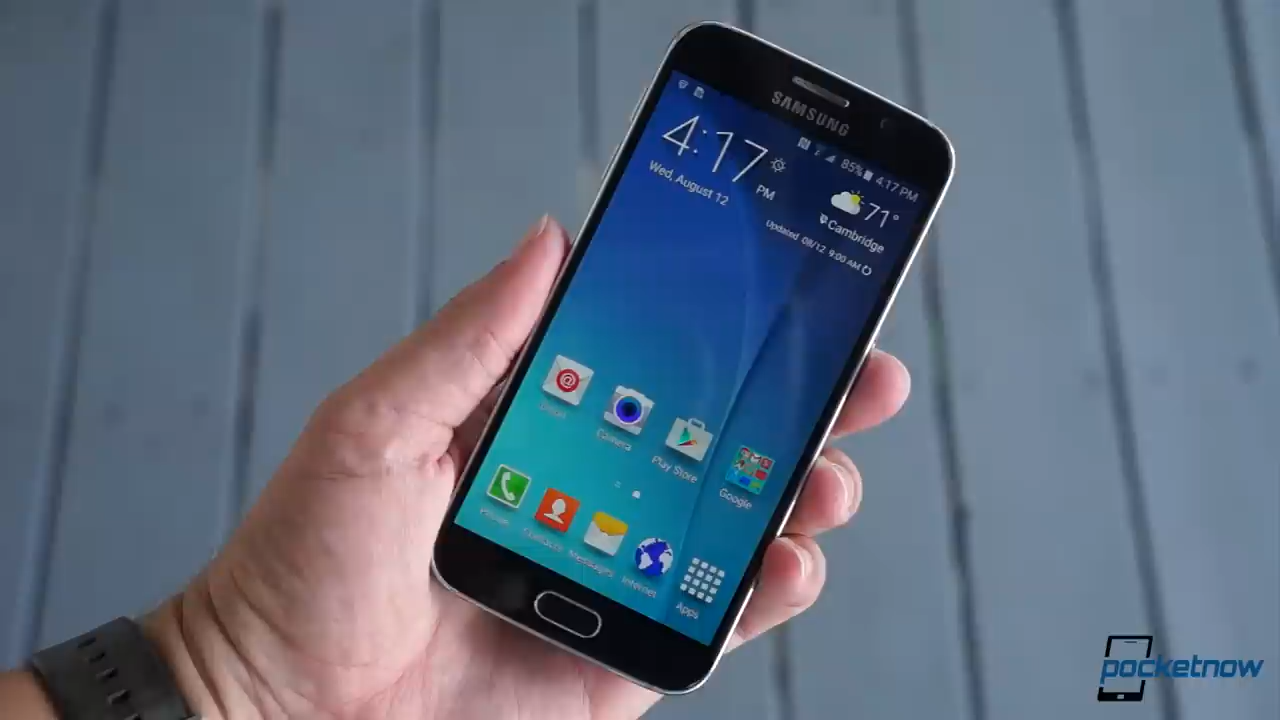 SAMSUNG
85% 4:17 PM
4:17 PM
Wed, August 12
71°
Cambridge
Updated 08/12 9:00 AM
Email
Camera
Play Store
Google
Phone
Contacts
Messages
Internet
Apps
pocketnow